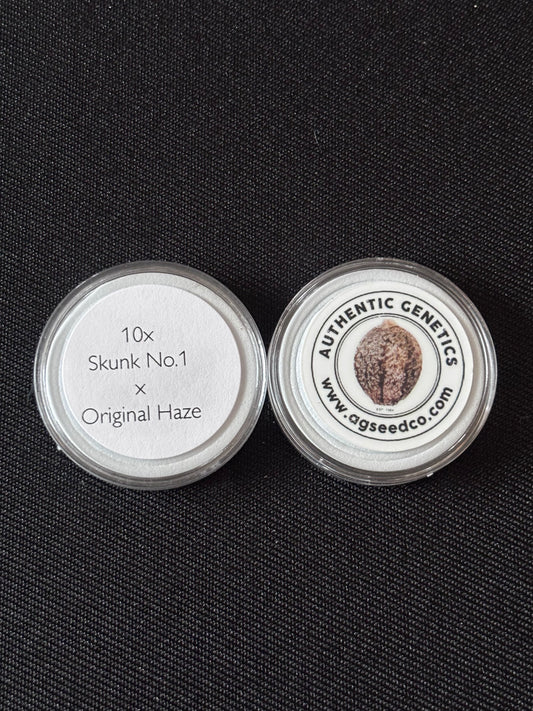 10x
Skunk No.1
x
Original Haze
AUTHENTIC GENETICS
www.agseedco.com